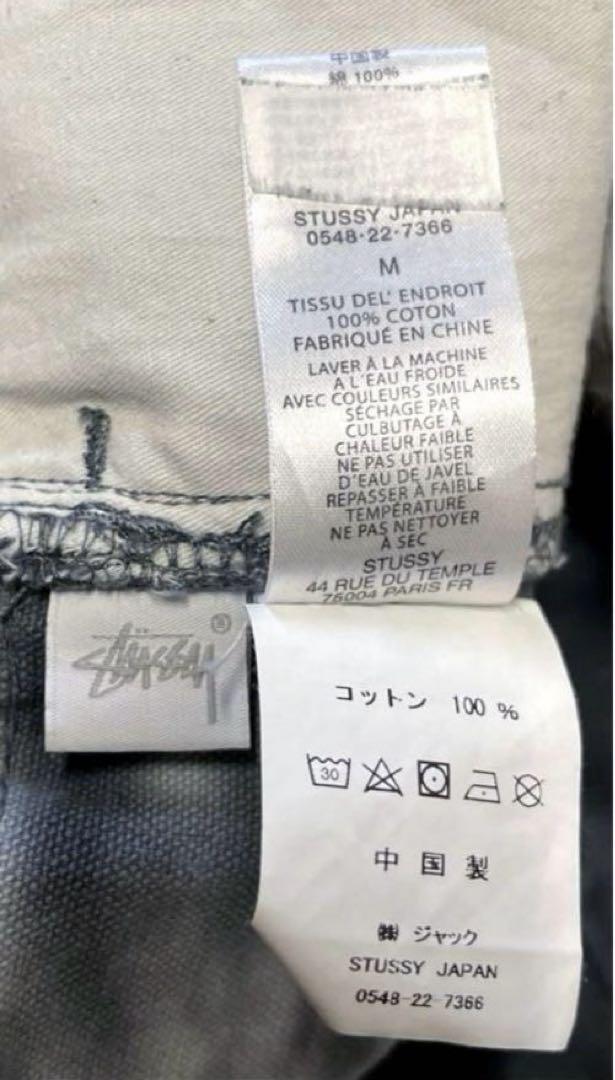 中国製
綿 100%
STUSSY JAPAN
0548-22-7366
M
TISSU DEL' ENDROIT
100% COTON
FABRIQUÉ EN CHINE
LAVER À LA MACHINE
A L'EAU FROIDE
AVEC COULEURS SIMILAIRES
SÉCHAGE PAR
CULBUTAGE À
CHALEUR FAIBLE
NE PAS UTILISER
D'EAU DE JAVEL
REPASSER À FAIBLE
TEMPÉRATURE
NE PAS NETTOYER
À SEC
STUSSY
44 RUE DU TEMPLE
75004 PARIS FR
STÜSSY ®
コットン 100 %
30
中国製
㈱ ジャック
STUSSY JAPAN
0548-22-7366